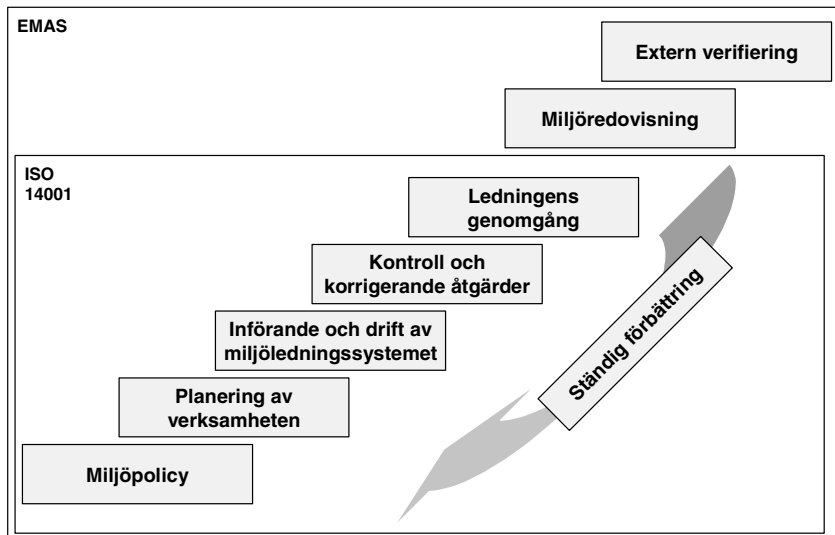 EMAS
Extern verifiering
Miljöredovisning
ISO
14001
Ledningens
genomgång
Kontroll och
korrigerande åtgärder
Ständig förbättring
Införande och drift av
miljöledningssystemet
Planering av
verksamheten
Miljöpolicy